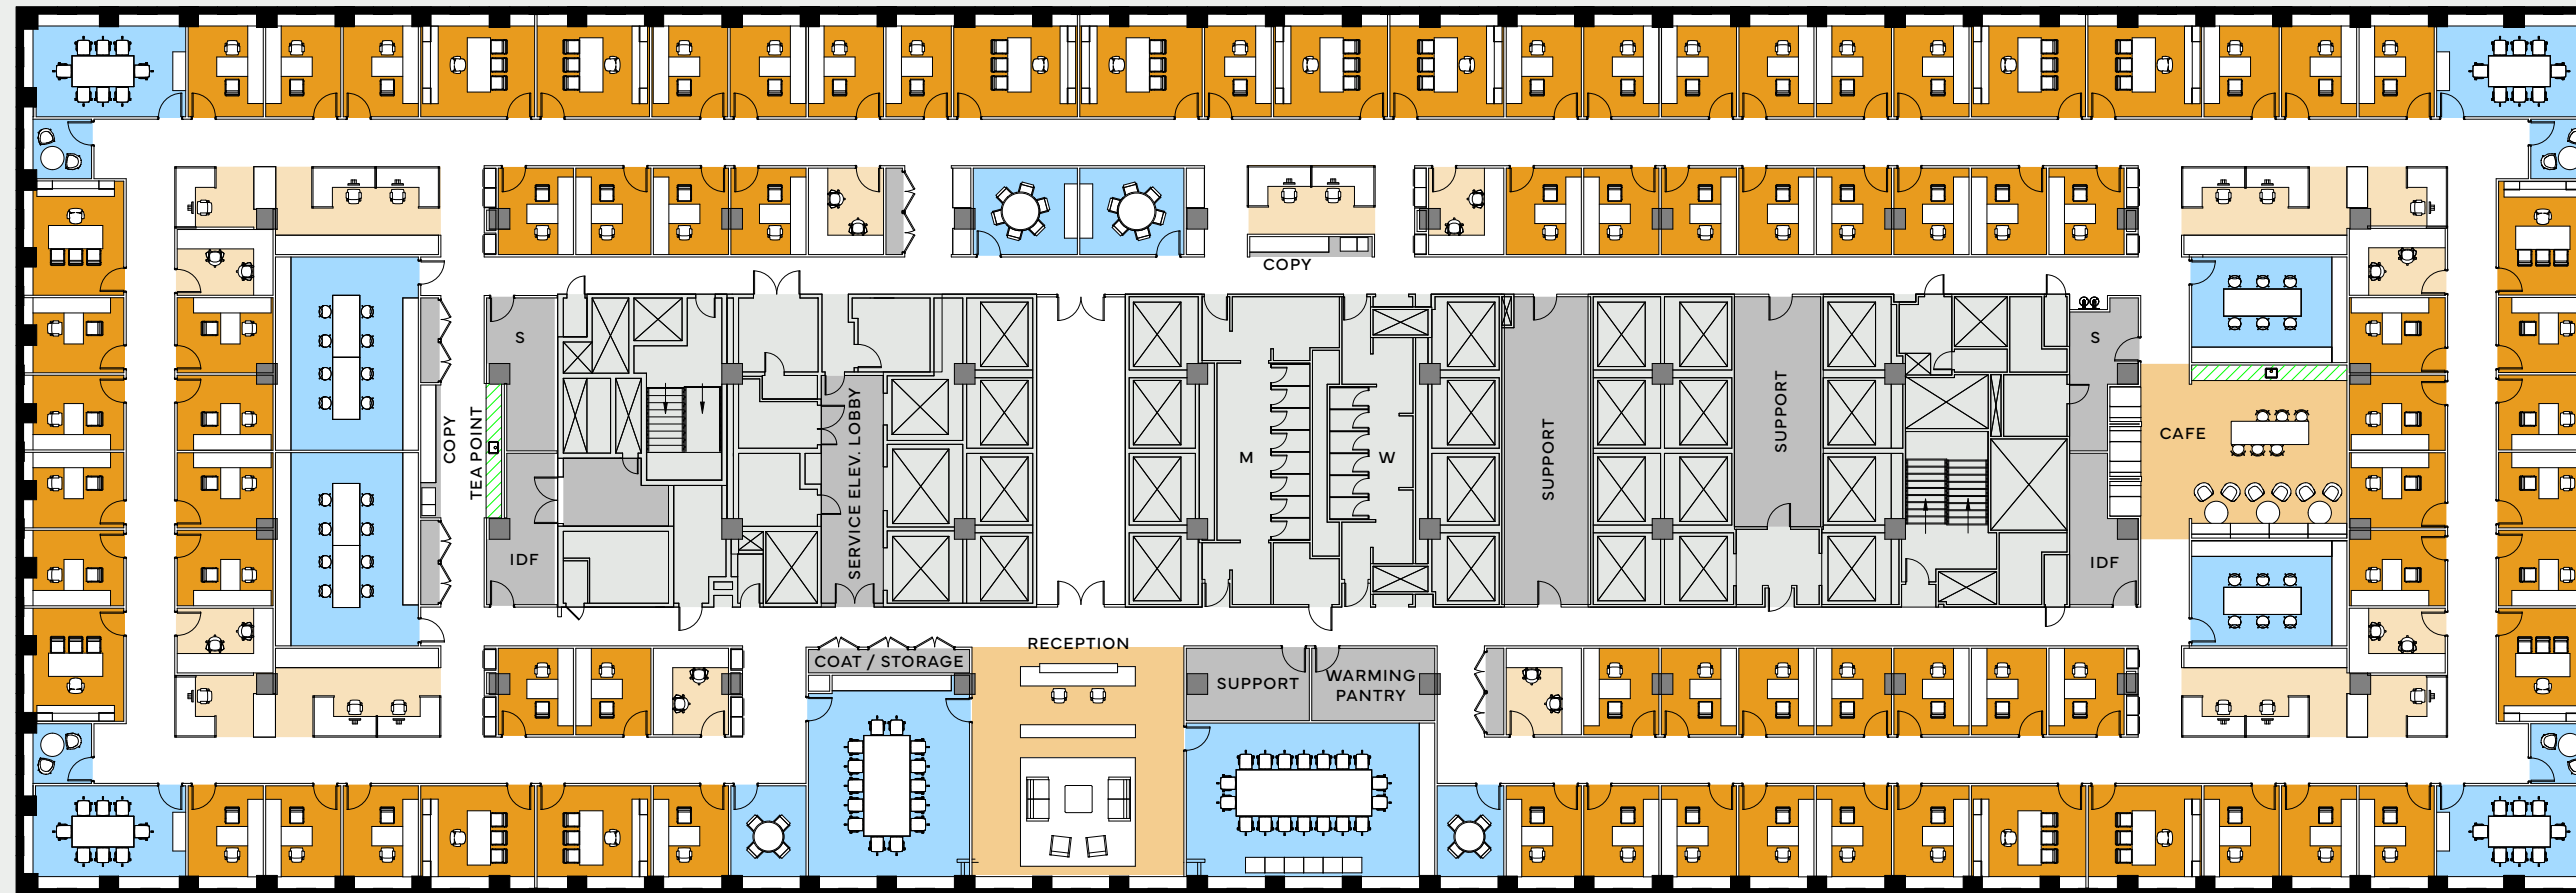 COPY
S
S
COPY
TEA POINT
SERVICE ELEV. LOBBY
M
W
SUPPORT
SUPPORT
CAFE
IDF
IDF
RECEPTION
COAT / STORAGE
SUPPORT
WARMING
PANTRY